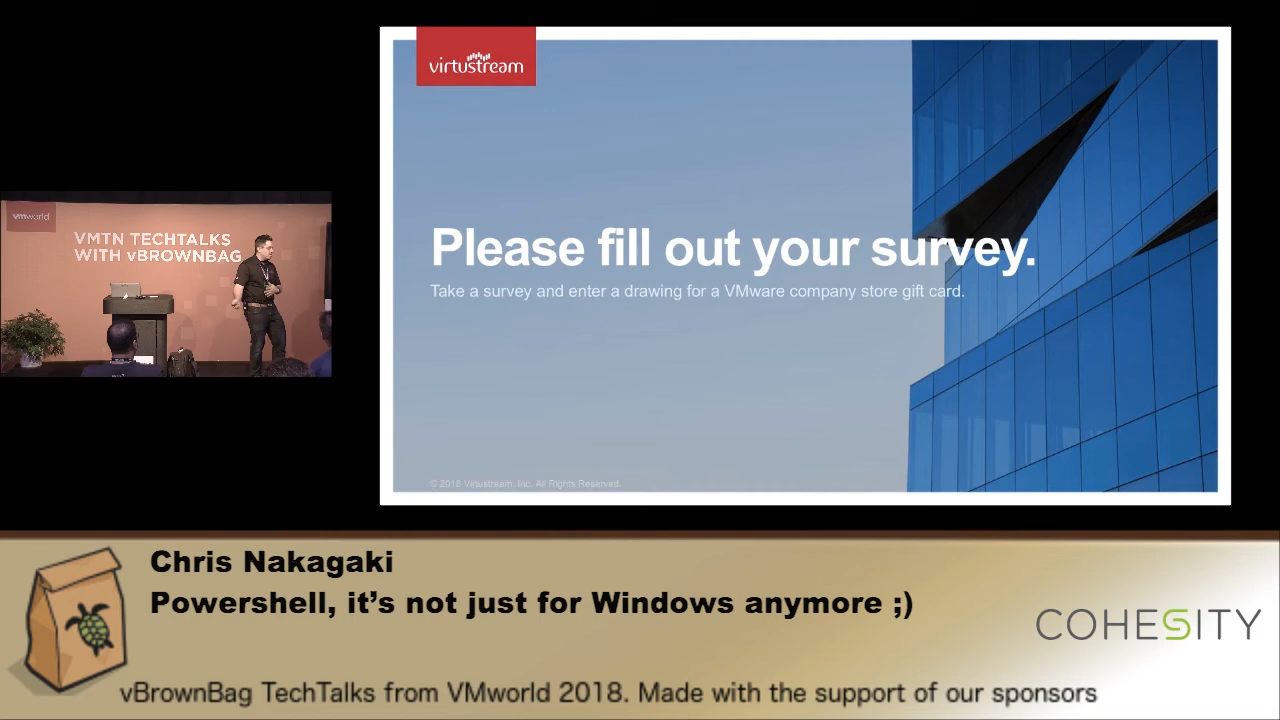 virtustream
Please fill out your survey.
Take a survey and enter a drawing for a VMware company store gift card.
© 2018 Virtustream, Inc. All Rights Reserved.
vmworld
VMTN TECHTALKS
WITH vBROWNBAG
Chris Nakagaki
Powershell, it's not just for Windows anymore ;)
COHESITY
vBrownBag TechTalks from VMworld 2018. Made with the support of our sponsors